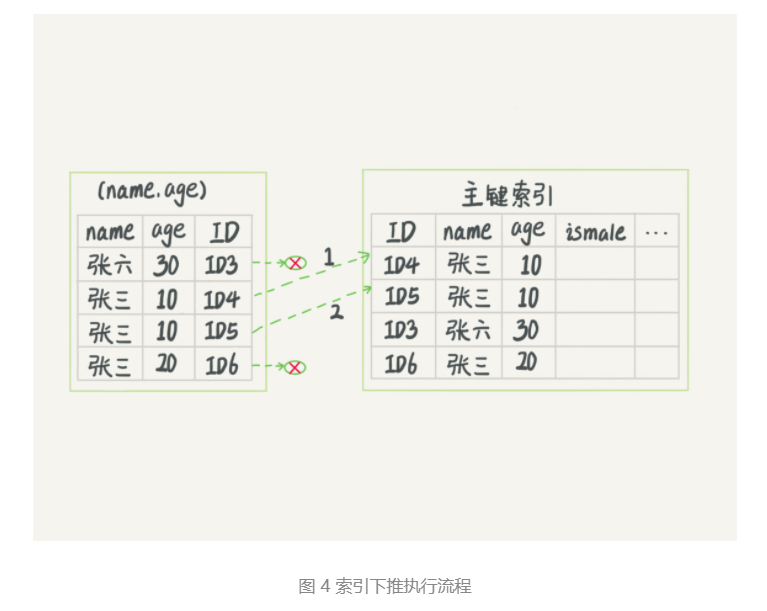 (name.age)
name age ID
张六 30 ID3
张三 10 ID4
张三 10 ID5
张三 20 ID6
1
2
主键索引
ID name age ismale ...
ID4 张三 10
ID5 张三 10
ID3 张六 30
ID6 张三 20
图 4 索引下推执行流程